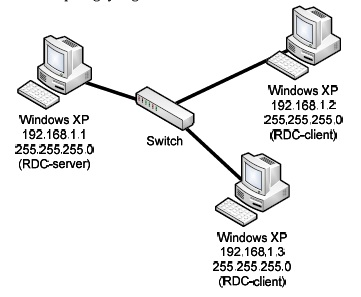 Windows XP
192.168.1.1
255.255.255.0
(RDC-server)
Switch
Windows XP
192.168.1.2
255.255.255.0
(RDC-client)
Windows XP
192.168.1.3
255.255.255.0
(RDC-client)